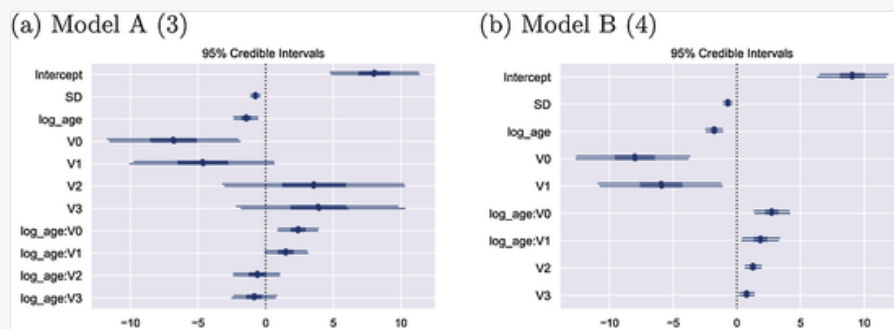 (a) Model A (3)
95% Credible Intervals
Intercept
SD
log_age
V0
V1
V2
V3
log_age:V0
log_age:V1
log_age:V2
log_age:V3
−10 −5 0 5 10
(b) Model B (4)
95% Credible Intervals
Intercept
SD
log_age
V0
V1
log_age:V0
log_age:V1
V2
V3
−10 −5 0 5 10